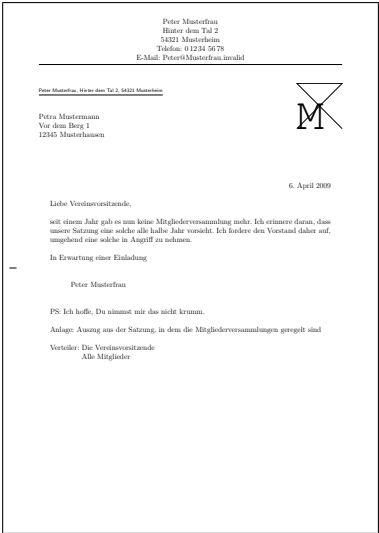 Peter Musterfrau
Hinter dem Tal 2
54321 Musterheim
Telefon: 0 12 34 56 78
E-Mail: Peter@Musterfrau.invalid
Peter Musterfrau, Hinter dem Tal 2, 54321 Musterheim
M
Petra Mustermann
Vor dem Berg 1
12345 Musterhausen
6. April 2009
Liebe Vereinsvorsitzende,
seit einem Jahr gab es nun keine Mitgliederversammlung mehr. Ich erinnere daran, dass
unsere Satzung eine solche alle halbe Jahr vorsieht. Ich fordere den Vorstand daher auf,
umgehend eine solche in Angriff zu nehmen.
In Erwartung einer Einladung
Peter Musterfrau
PS: Ich hoffe, Du nimmst mir das nicht krumm.
Anlage: Auszug aus der Satzung, in dem die Mitgliederversammlungen geregelt sind
Verteiler: Die Vereinsvorsitzende
Alle Mitglieder